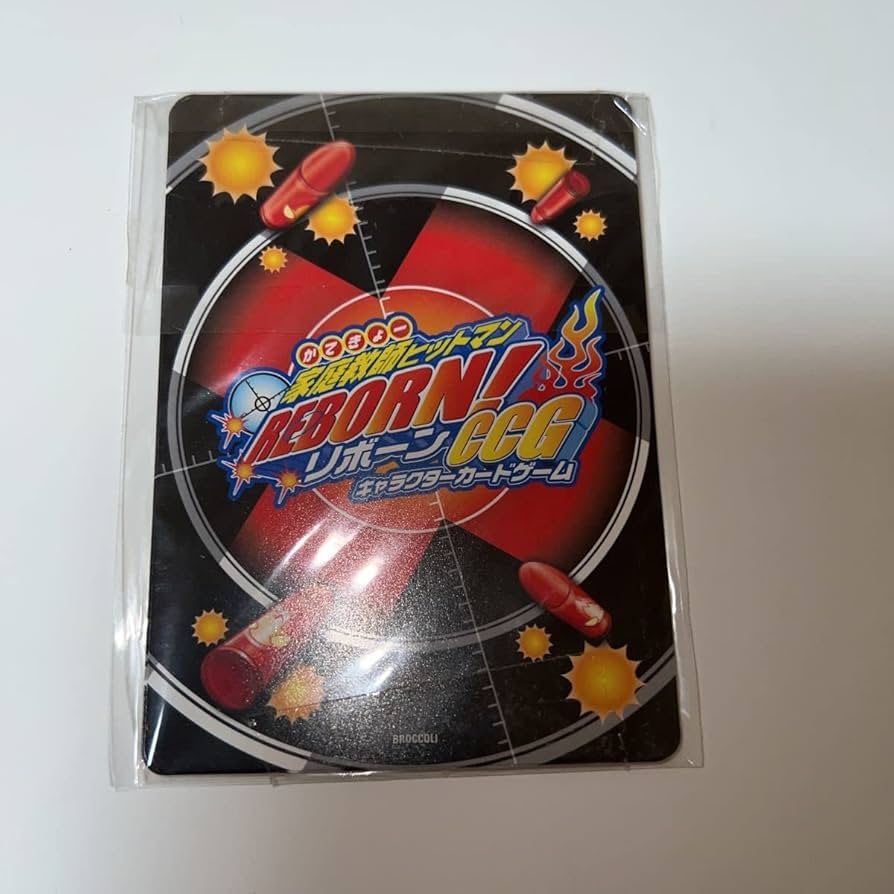 かてきょー
家庭教師ヒットマン
REBORN!
リボーン CCG
キャラクターカードゲーム
BROCCOLI